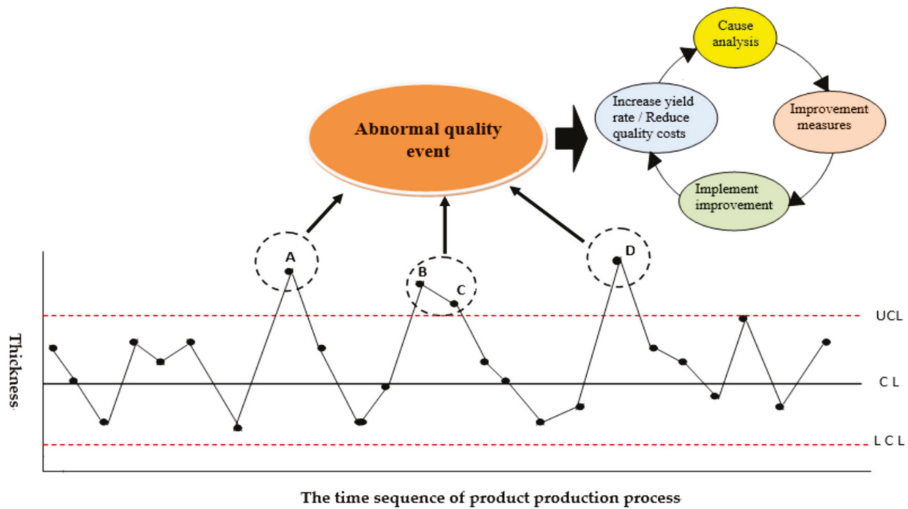 Cause
analysis
Increase yield
rate / Reduce
quality costs
Improvement
measures
Implement
improvement
Abnormal quality
event
A
B
C
D
UCL
C L
L C L
Thickness
The time sequence of product production process